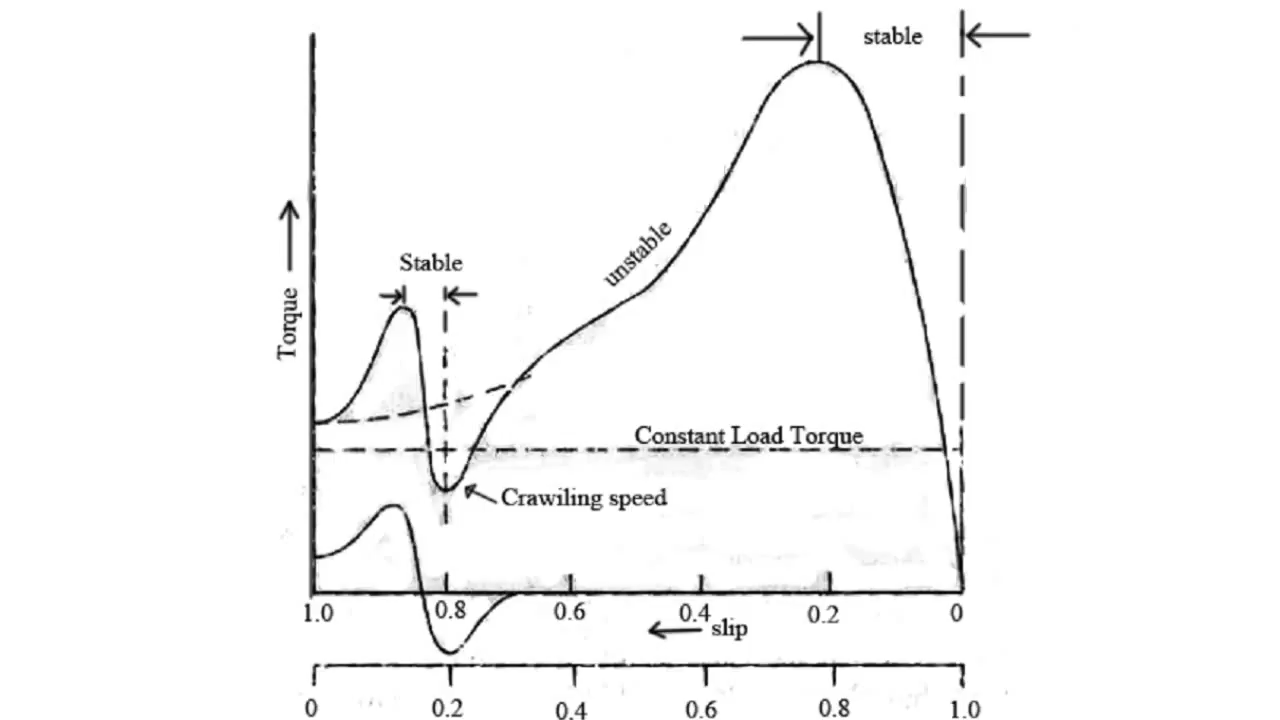 stable
unstable
Stable
Torque
Constant Load Torque
Crawiling speed
1.0 0.8 0.6 0.4 0.2 0
slip
0 0.2 0.4 0.6 0.8 1.0